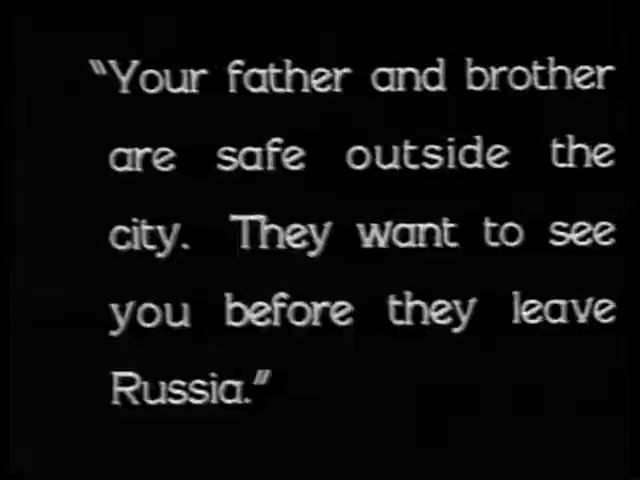 "Your father and brother
are safe outside the
city. They want to see
you before they leave
Russia."